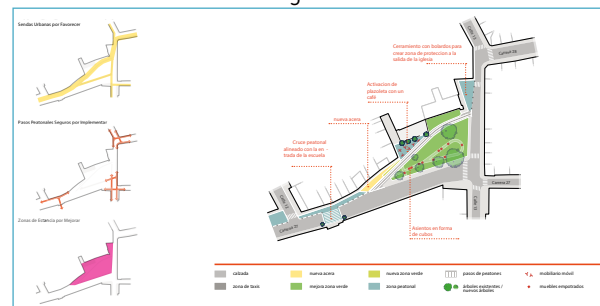 Sendas Urbanas por Favorecer
Pasos Peatonales Seguros por Implementar
Zonas de Estancia por Mejorar
Cerramiento con bolardos para
crear zona de proteccion a la
salida de la iglesia
Activacion de
plazoleta con un
café
nueva acera
Cruce peatonal
alineado con la en -
trada de la escuela
Asientos en forma
de cubos
calzada
nueva acera
nueva zona verde
pasos de peatones
mobiliario móvil
zona de taxis
mejora zona verde
zona peatonal
árboles existentes /
nuevos árboles
muebles empotrados